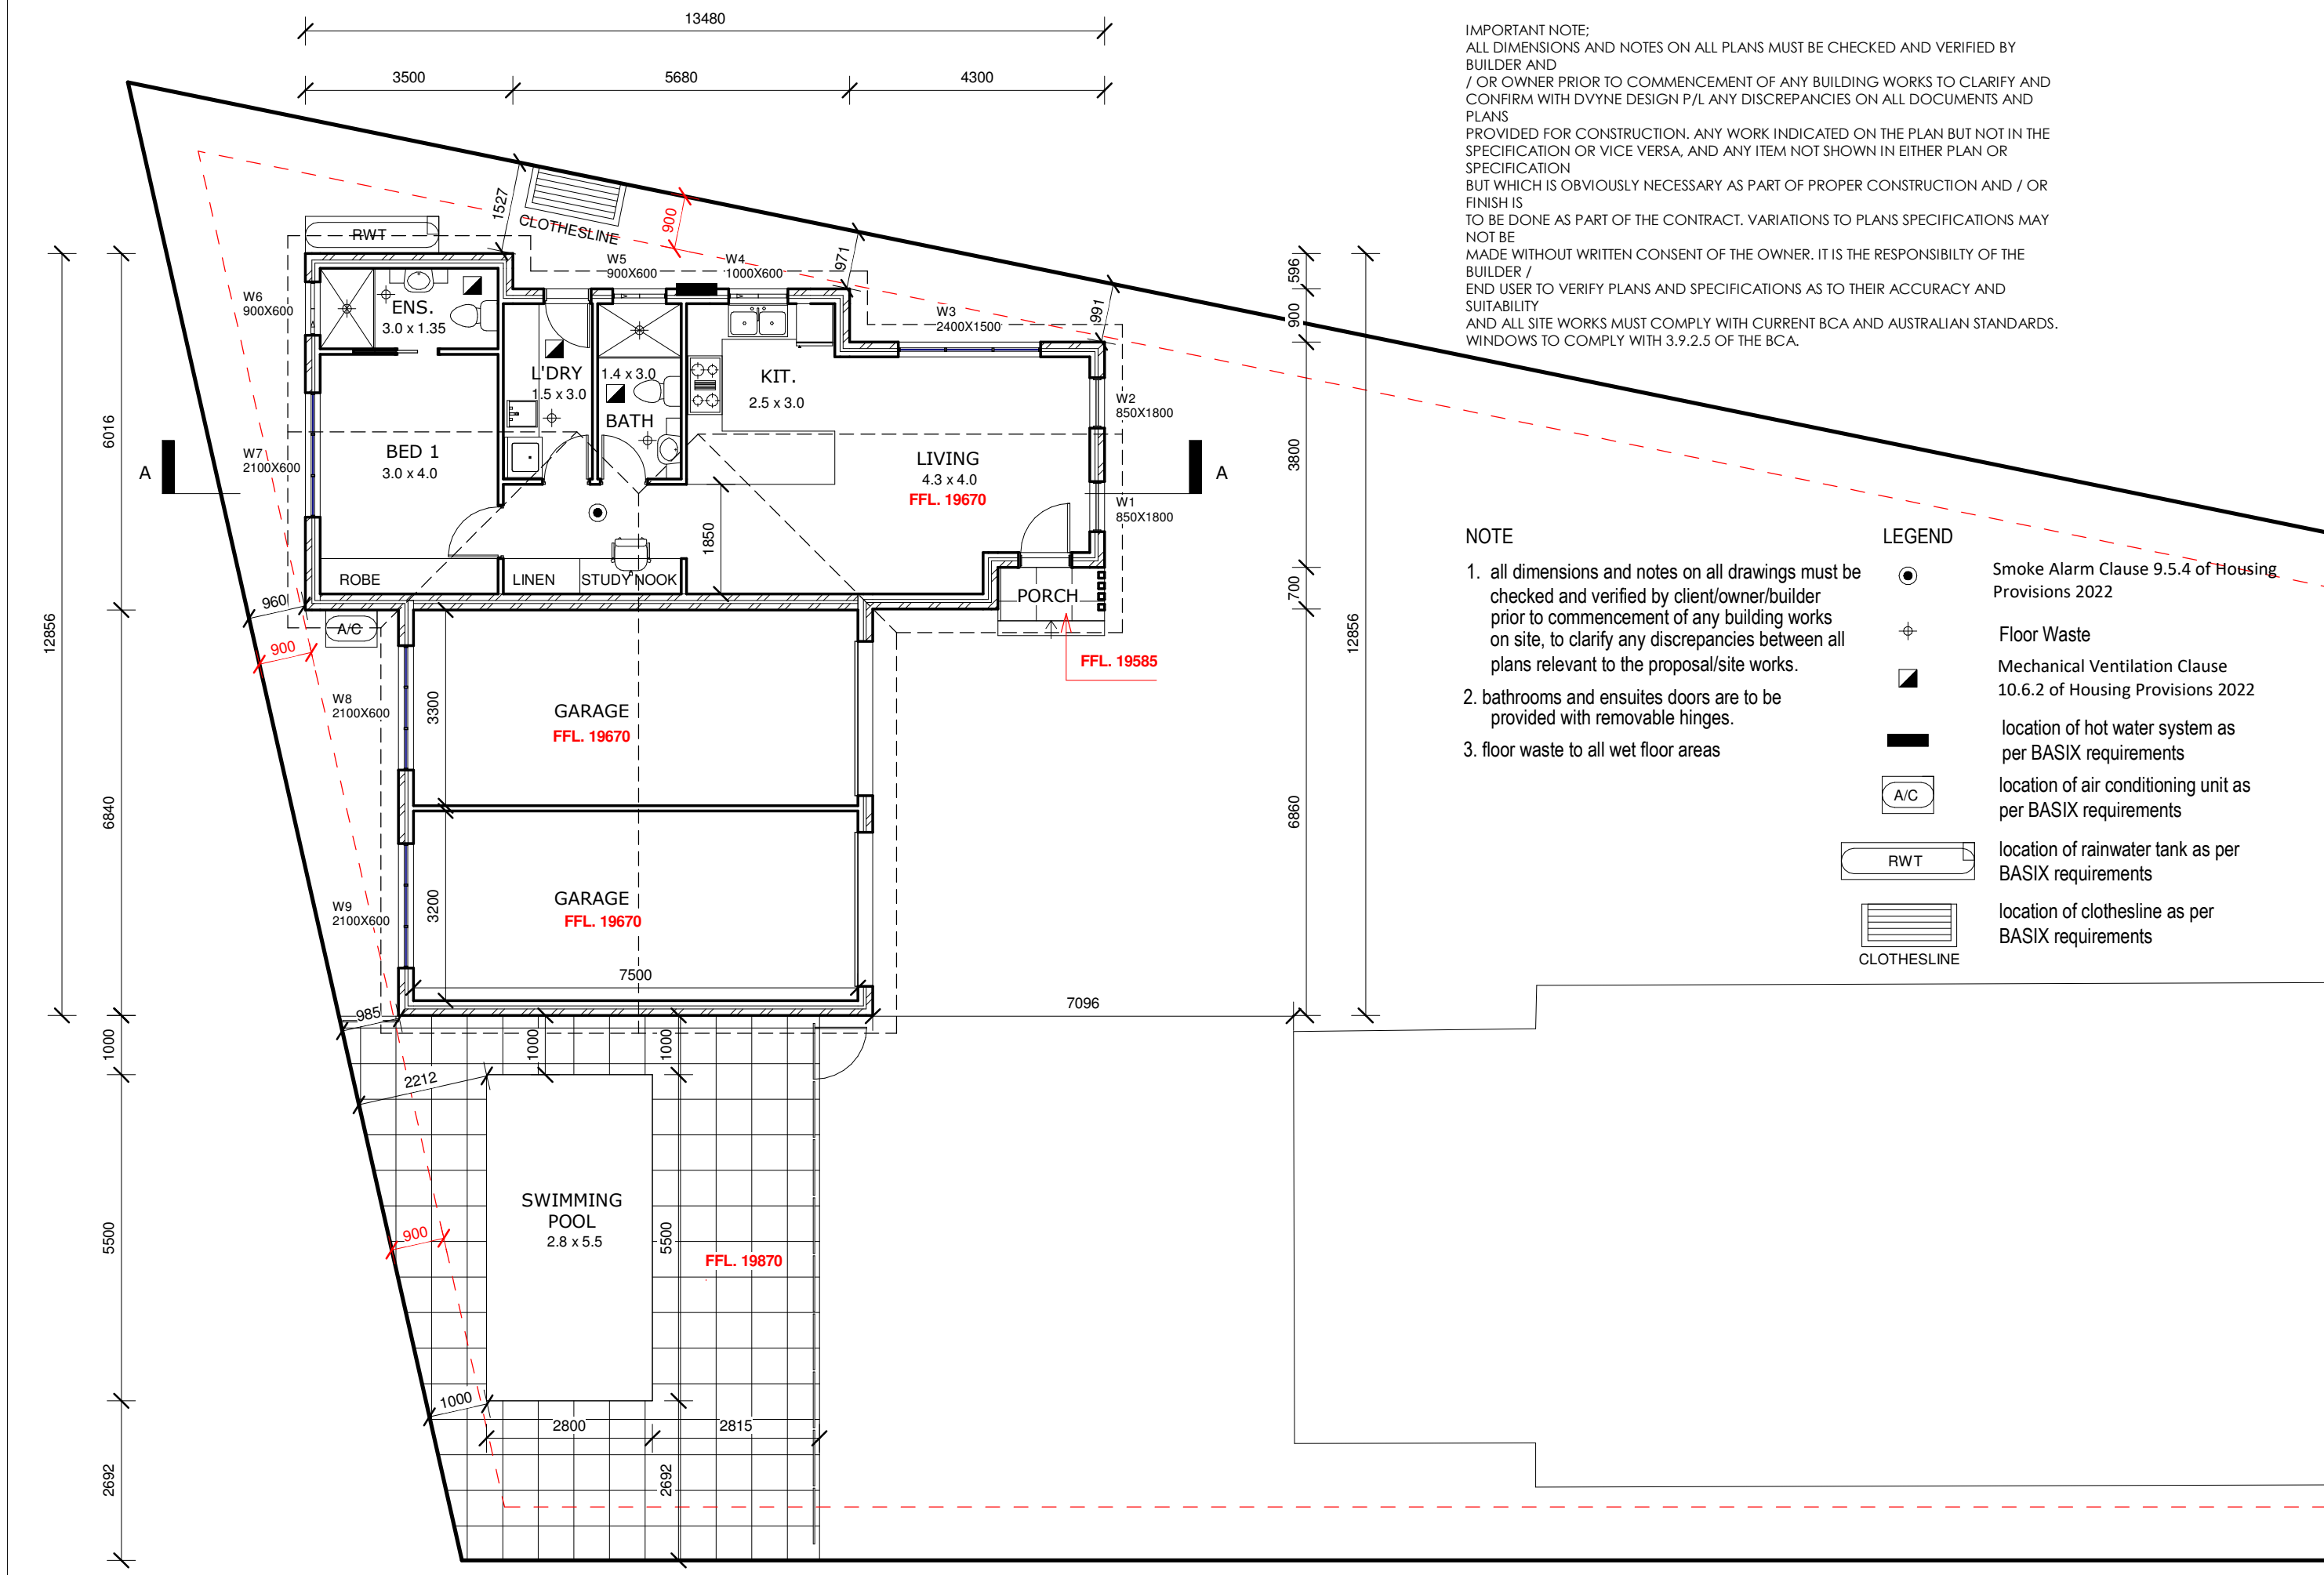 13480
3500
5680
4300
IMPORTANT NOTE;
ALL DIMENSIONS AND NOTES ON ALL PLANS MUST BE CHECKED AND VERIFIED BY
BUILDER AND
/ OR OWNER PRIOR TO COMMENCEMENT OF ANY BUILDING WORKS TO CLARIFY AND
CONFIRM WITH DVYNE DESIGN P/L ANY DISCREPANCIES ON ALL DOCUMENTS AND
PLANS
PROVIDED FOR CONSTRUCTION. ANY WORK INDICATED ON THE PLAN BUT NOT IN THE
SPECIFICATION OR VICE VERSA, AND ANY ITEM NOT SHOWN IN EITHER PLAN OR
SPECIFICATION
BUT WHICH IS OBVIOUSLY NECESSARY AS PART OF PROPER CONSTRUCTION AND / OR
FINISH IS
TO BE DONE AS PART OF THE CONTRACT. VARIATIONS TO PLANS SPECIFICATIONS MAY
NOT BE
MADE WITHOUT WRITTEN CONSENT OF THE OWNER. IT IS THE RESPONSIBILTY OF THE
BUILDER /
END USER TO VERIFY PLANS AND SPECIFICATIONS AS TO THEIR ACCURACY AND
SUITABILITY
AND ALL SITE WORKS MUST COMPLY WITH CURRENT BCA AND AUSTRALIAN STANDARDS.
WINDOWS TO COMPLY WITH 3.9.2.5 OF THE BCA.
1527
CLOTHESLINE
900
971
991
596
900
RWT
W5
900X600
W4
1000X600
W3
2400X1500
W6
900X600
ENS.
3.0 x 1.35
L'DRY
1.5 x 3.0
1.4 x 3.0
BATH
KIT.
2.5 x 3.0
W2
850X1800
6016
W7
2100X600
BED 1
3.0 x 4.0
LIVING
4.3 x 4.0
FFL. 19670
3800
A
A
W1
850X1800
1850
ROBE
LINEN
STUDY NOOK
PORCH
700
960
A/C
900
12856
12856
FFL. 19585
W8
2100X600
3300
GARAGE
FFL. 19670
6840
6860
W9
2100X600
3200
GARAGE
FFL. 19670
7500
7096
985
1000
1000
1000
2212
SWIMMING
POOL
2.8 x 5.5
5500
5500
900
FFL. 19870
1000
2800
2815
2692
2692
NOTE
1. all dimensions and notes on all drawings must be
checked and verified by client/owner/builder
prior to commencement of any building works
on site, to clarify any discrepancies between all
plans relevant to the proposal/site works.
2. bathrooms and ensuites doors are to be
provided with removable hinges.
3. floor waste to all wet floor areas
LEGEND
Smoke Alarm Clause 9.5.4 of Housing
Provisions 2022
Floor Waste
Mechanical Ventilation Clause
10.6.2 of Housing Provisions 2022
location of hot water system as
per BASIX requirements
A/C
location of air conditioning unit as
per BASIX requirements
RWT
location of rainwater tank as per
BASIX requirements
location of clothesline as per
BASIX requirements
CLOTHESLINE